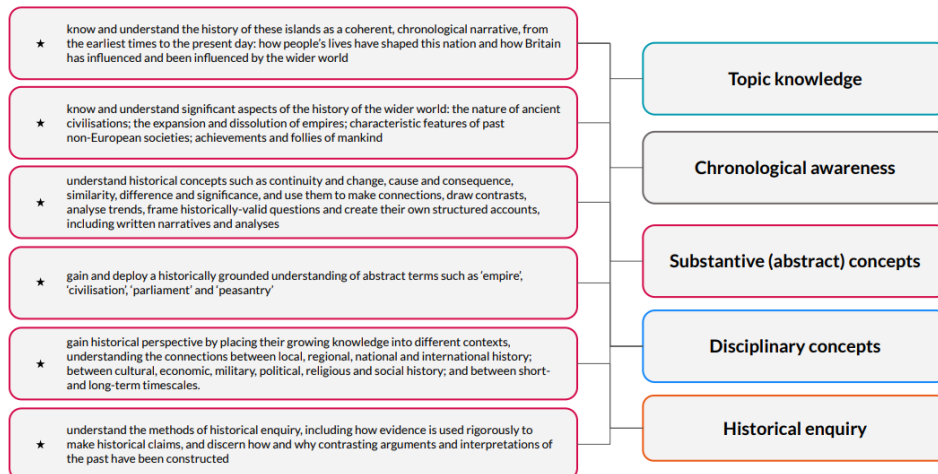 ★ know and understand the history of these islands as a coherent, chronological narrative, from
the earliest times to the present day: how people's lives have shaped this nation and how Britain
has influenced and been influenced by the wider world
★ know and understand significant aspects of the history of the wider world: the nature of ancient
civilisations; the expansion and dissolution of empires; characteristic features of past
non-European societies; achievements and follies of mankind
★ understand historical concepts such as continuity and change, cause and consequence,
similarity, difference and significance, and use them to make connections, draw contrasts,
analyse trends, frame historically-valid questions and create their own structured accounts,
including written narratives and analyses
★ gain and deploy a historically grounded understanding of abstract terms such as 'empire',
'civilisation', 'parliament' and 'peasantry'
★ gain historical perspective by placing their growing knowledge into different contexts,
understanding the connections between local, regional, national and international history;
between cultural, economic, military, political, religious and social history; and between short-
and long-term timescales.
★ understand the methods of historical enquiry, including how evidence is used rigorously to
make historical claims, and discern how and why contrasting arguments and interpretations of
the past have been constructed
Topic knowledge
Chronological awareness
Substantive (abstract) concepts
Disciplinary concepts
Historical enquiry